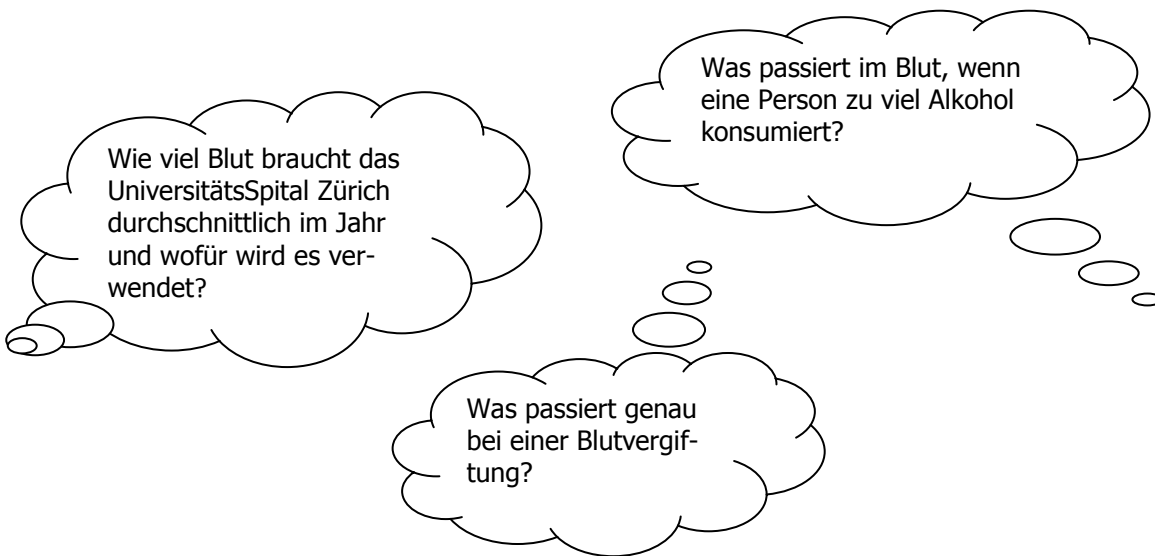 Wie viel Blut braucht das
UniversitätsSpital Zürich
durchschnittlich im Jahr
und wofür wird es ver-
wendet?
Was passiert im Blut, wenn
eine Person zu viel Alkohol
konsumiert?
Was passiert genau
bei einer Blutvergif-
tung?